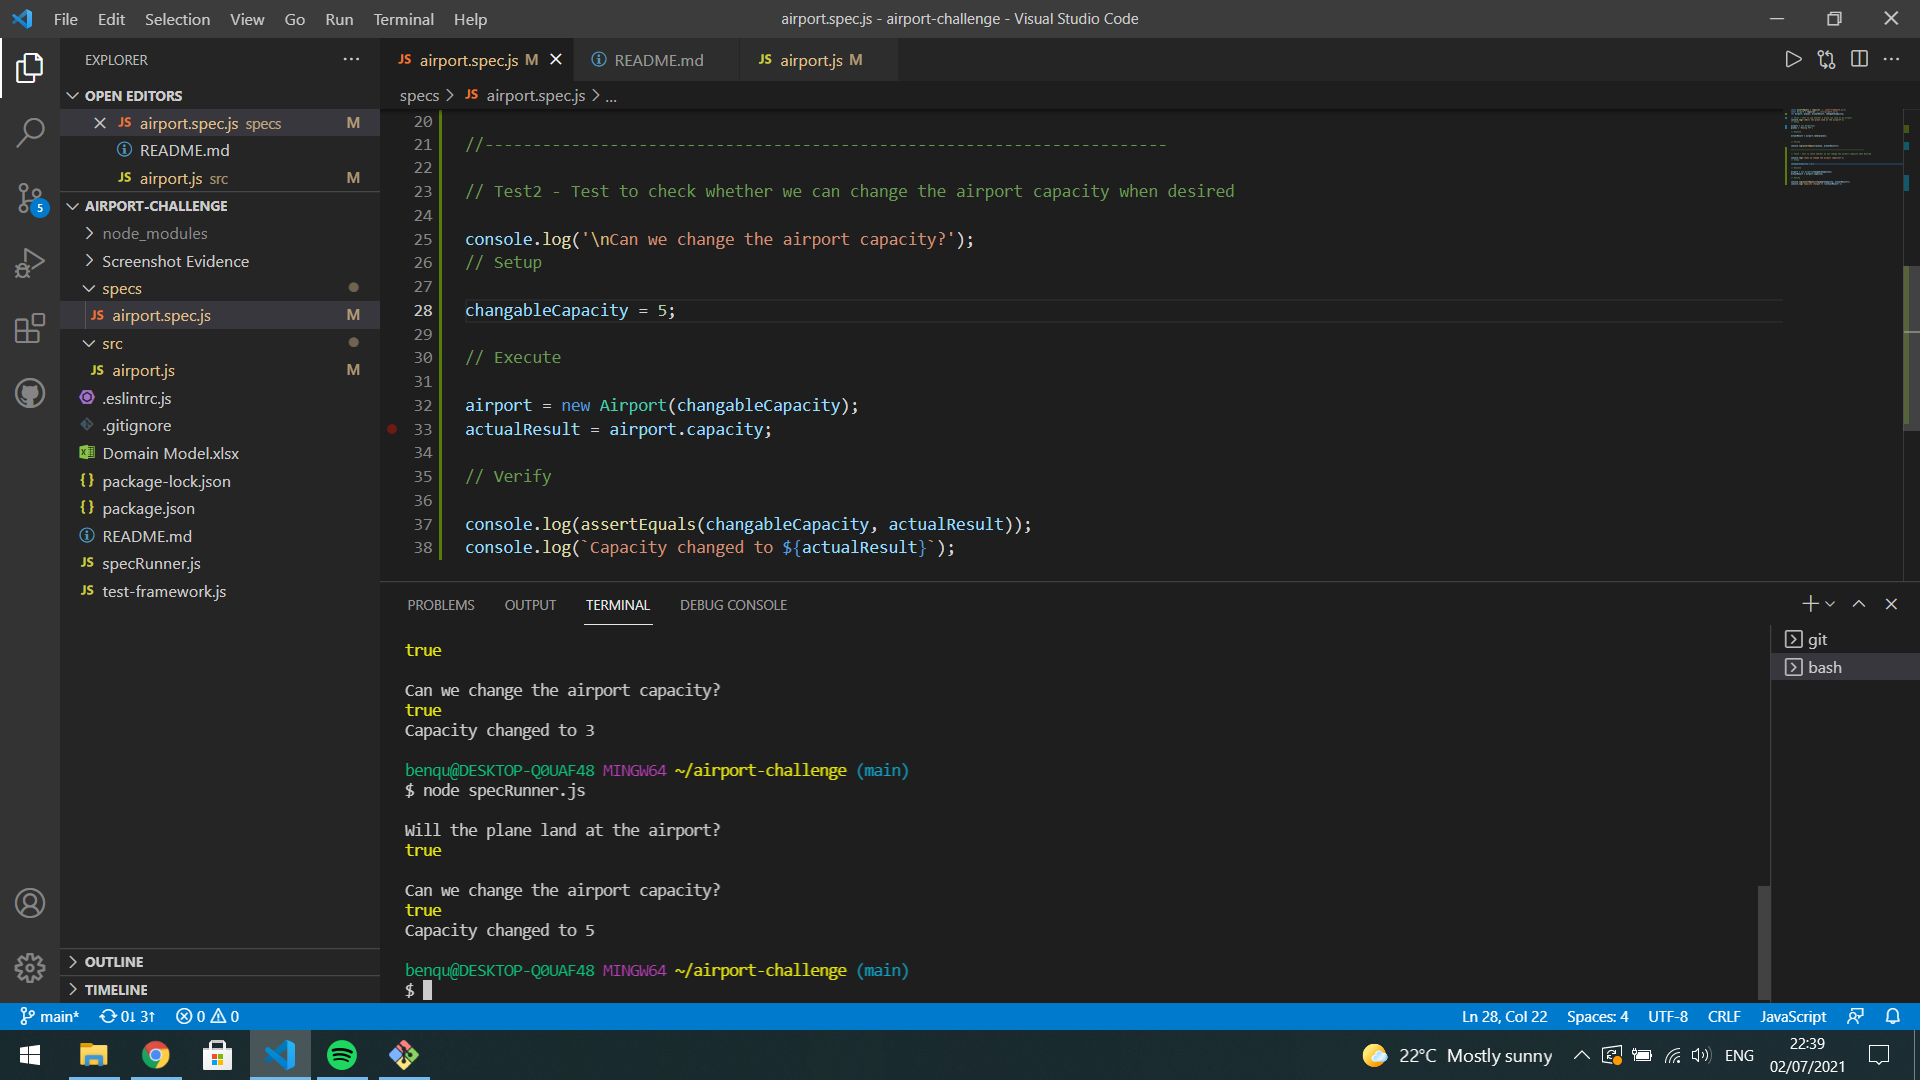 File Edit Selection View Go Run Terminal Help
airport.spec.js - airport-challenge - Visual Studio Code
EXPLORER
OPEN EDITORS
JS airport.spec.js specs M
README.md
JS airport.js src M
AIRPORT-CHALLENGE
node_modules
Screenshot Evidence
specs
JS airport.spec.js M
src
JS airport.js M
.eslintrc.js
.gitignore
Domain Model.xlsx
{} package-lock.json
{} package.json
README.md
JS specRunner.js
JS test-framework.js
OUTLINE
TIMELINE
5
JS airport.spec.js M
README.md
JS airport.js M
specs > JS airport.spec.js > ...
20
21 //-----------------------------------------------------------------------
22
23 // Test2 - Test to check whether we can change the airport capacity when desired
24
25 console.log('\nCan we change the airport capacity?');
26 // Setup
27
28 changableCapacity = 5;
29
30 // Execute
31
32 airport = new Airport(changableCapacity);
33 actualResult = airport.capacity;
34
35 // Verify
36
37 console.log(assertEquals(changableCapacity, actualResult));
38 console.log(`Capacity changed to ${actualResult}`);
PROBLEMS OUTPUT TERMINAL DEBUG CONSOLE
true
Can we change the airport capacity?
true
Capacity changed to 3
benqu@DESKTOP-Q0UAF48 MINGW64 ~/airport-challenge (main)
$ node specRunner.js
Will the plane land at the airport?
true
Can we change the airport capacity?
true
Capacity changed to 5
benqu@DESKTOP-Q0UAF48 MINGW64 ~/airport-challenge (main)
$
git
bash
main* 0↓ 3↑ 0 0
Ln 28, Col 22 Spaces: 4 UTF-8 CRLF JavaScript
22°C Mostly sunny
ENG
22:39
02/07/2021